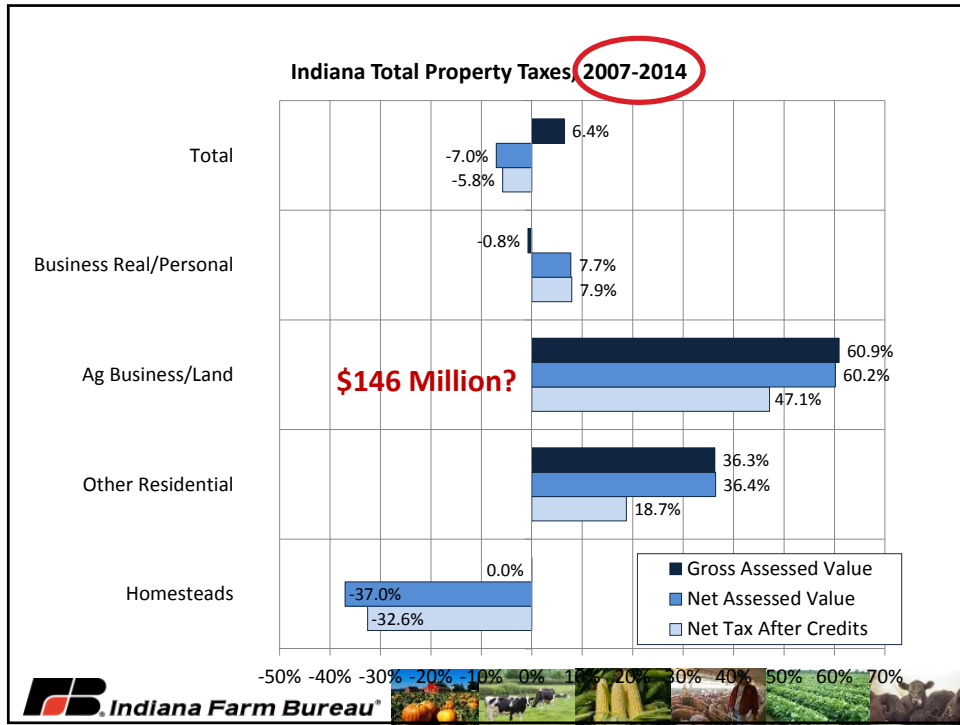 Indiana Total Property Taxes, 2007-2014
6.4%
Total
-7.0%
-5.8%
-0.8%
Business Real/Personal
7.7%
7.9%
60.9%
Ag Business/Land
$146 Million?
60.2%
47.1%
36.3%
Other Residential
36.4%
18.7%
0.0%
Homesteads
-37.0%
-32.6%
Gross Assessed Value
Net Assessed Value
Net Tax After Credits
-50% -40% -30% -20% -10% 0% 10% 20% 30% 40% 50% 60% 70%
FB® Indiana Farm Bureau®